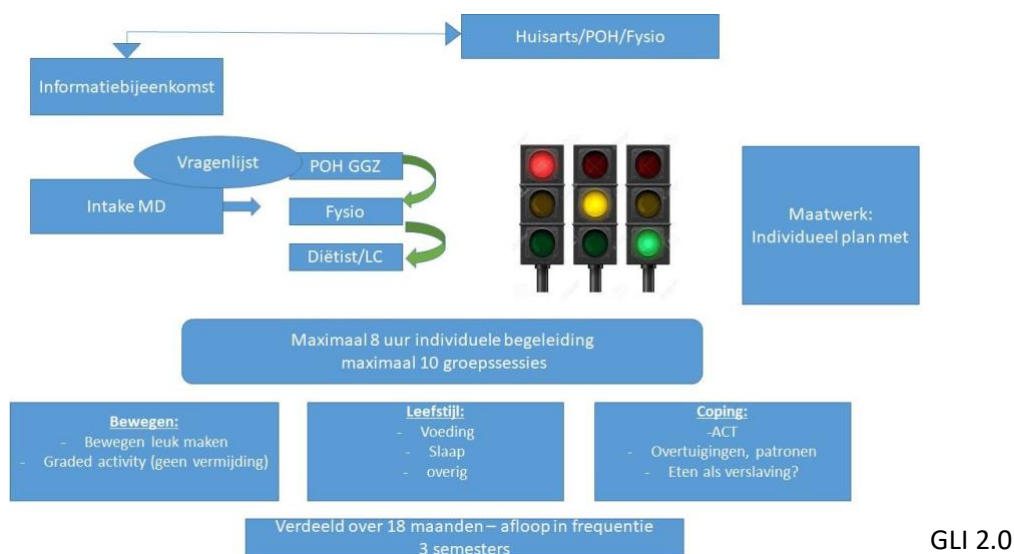 Huisarts/POH/Fysio
Informatiebijeenkomst
Vragenlijst
POH GGZ
Intake MD
Fysio
Diëtist/LC
Maatwerk:
Individueel plan met
Maximaal 8 uur individuele begeleiding
maximaal 10 groepssessies
Bewegen:
- Bewegen leuk maken
- Graded activity (geen vermijding)
Leefstijl:
- Voeding
- Slaap
- overig
Coping:
-ACT
- Overtuigingen, patronen
- Eten als verslaving?
Verdeeld over 18 maanden – afloop in frequentie
3 semesters
GLI 2.0